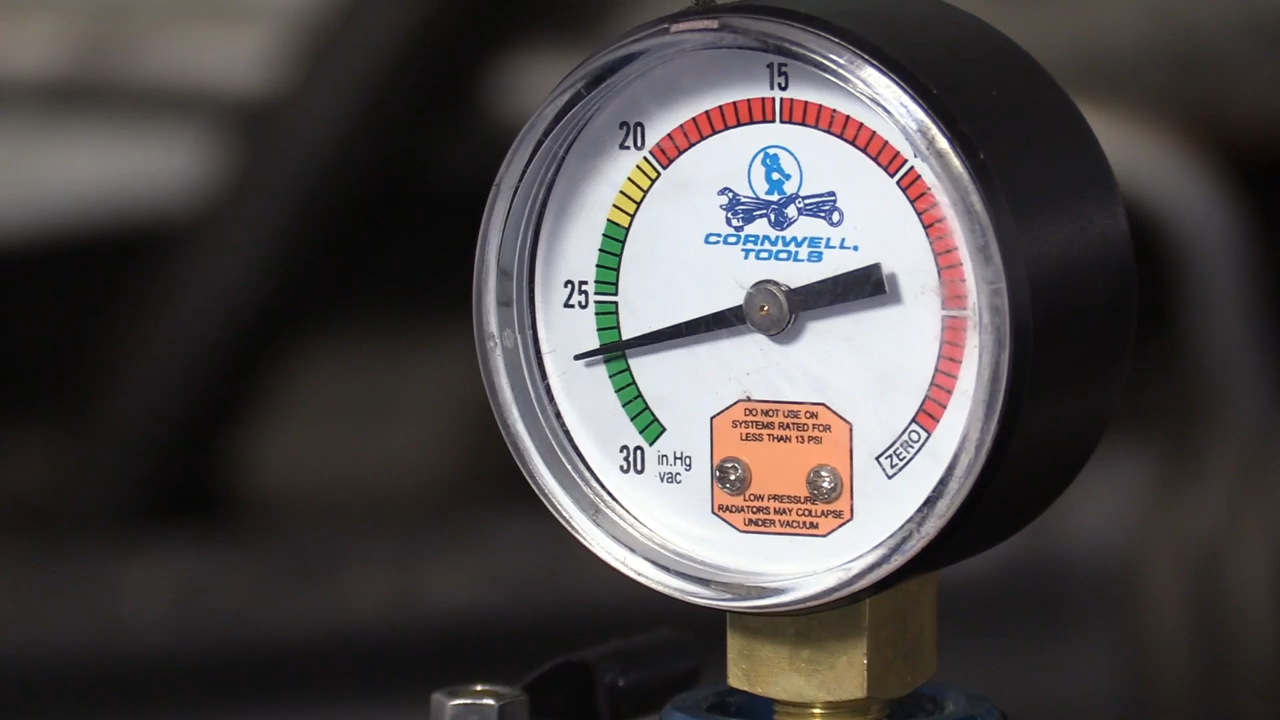 15
20
CORNWELL.
TOOLS
25
DO NOT USE ON
SYSTEMS RATED FOR
LESS THAN 13 PSI
30 in.Hg
vac
ZERO
LOW PRESSURE
RADIATORS MAY COLLAPSE
UNDER VACUUM